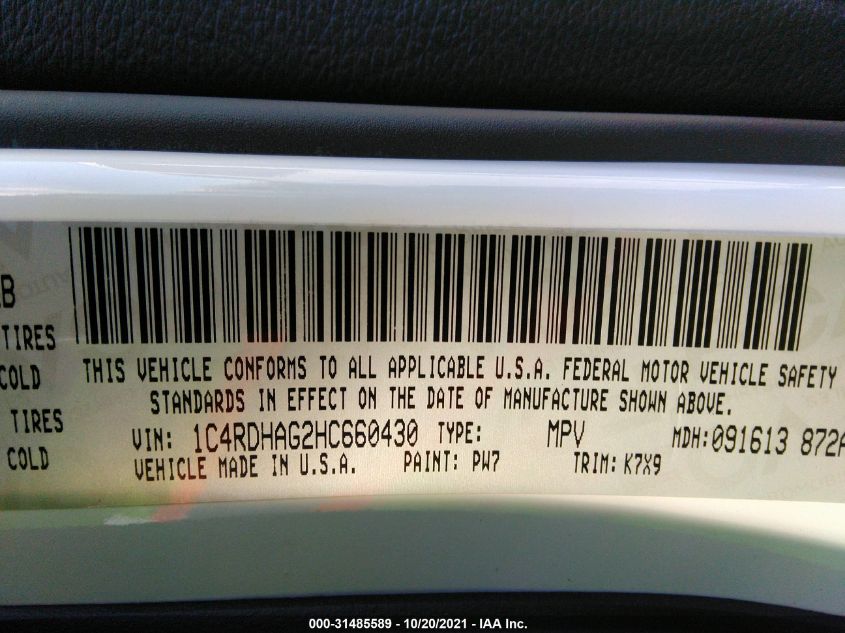 B
TIRES
COLD
TIRES
COLD
THIS VEHICLE CONFORMS TO ALL APPLICABLE U.S.A. FEDERAL MOTOR VEHICLE SAFETY
STANDARDS IN EFFECT ON THE DATE OF MANUFACTURE SHOWN ABOVE.
VIN: 1C4RDHAG2HC660430 TYPE: MPV MDH:091613 872A
VEHICLE MADE IN U.S.A. PAINT: PW7 TRIM: K7X9
000-31485589 - 10/20/2021 - IAA Inc.